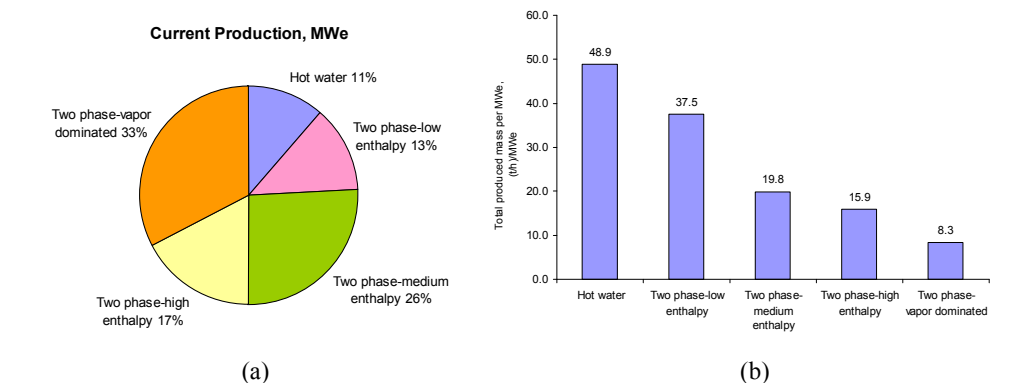 Current Production, MWe
Hot water 11%
Two phase-low
enthalpy 13%
Two phase-medium
enthalpy 26%
Two phase-high
enthalpy 17%
Two phase-vapor
dominated 33%
(a)
Total produced mass per MWe,
(t/h)/MWe
60.0
50.0
40.0
30.0
20.0
10.0
0.0
48.9
37.5
19.8
15.9
8.3
Hot water
Two phase-low
enthalpy
Two phase-
medium
enthalpy
Two phase-high
enthalpy
Two phase-
vapor dominated
(b)